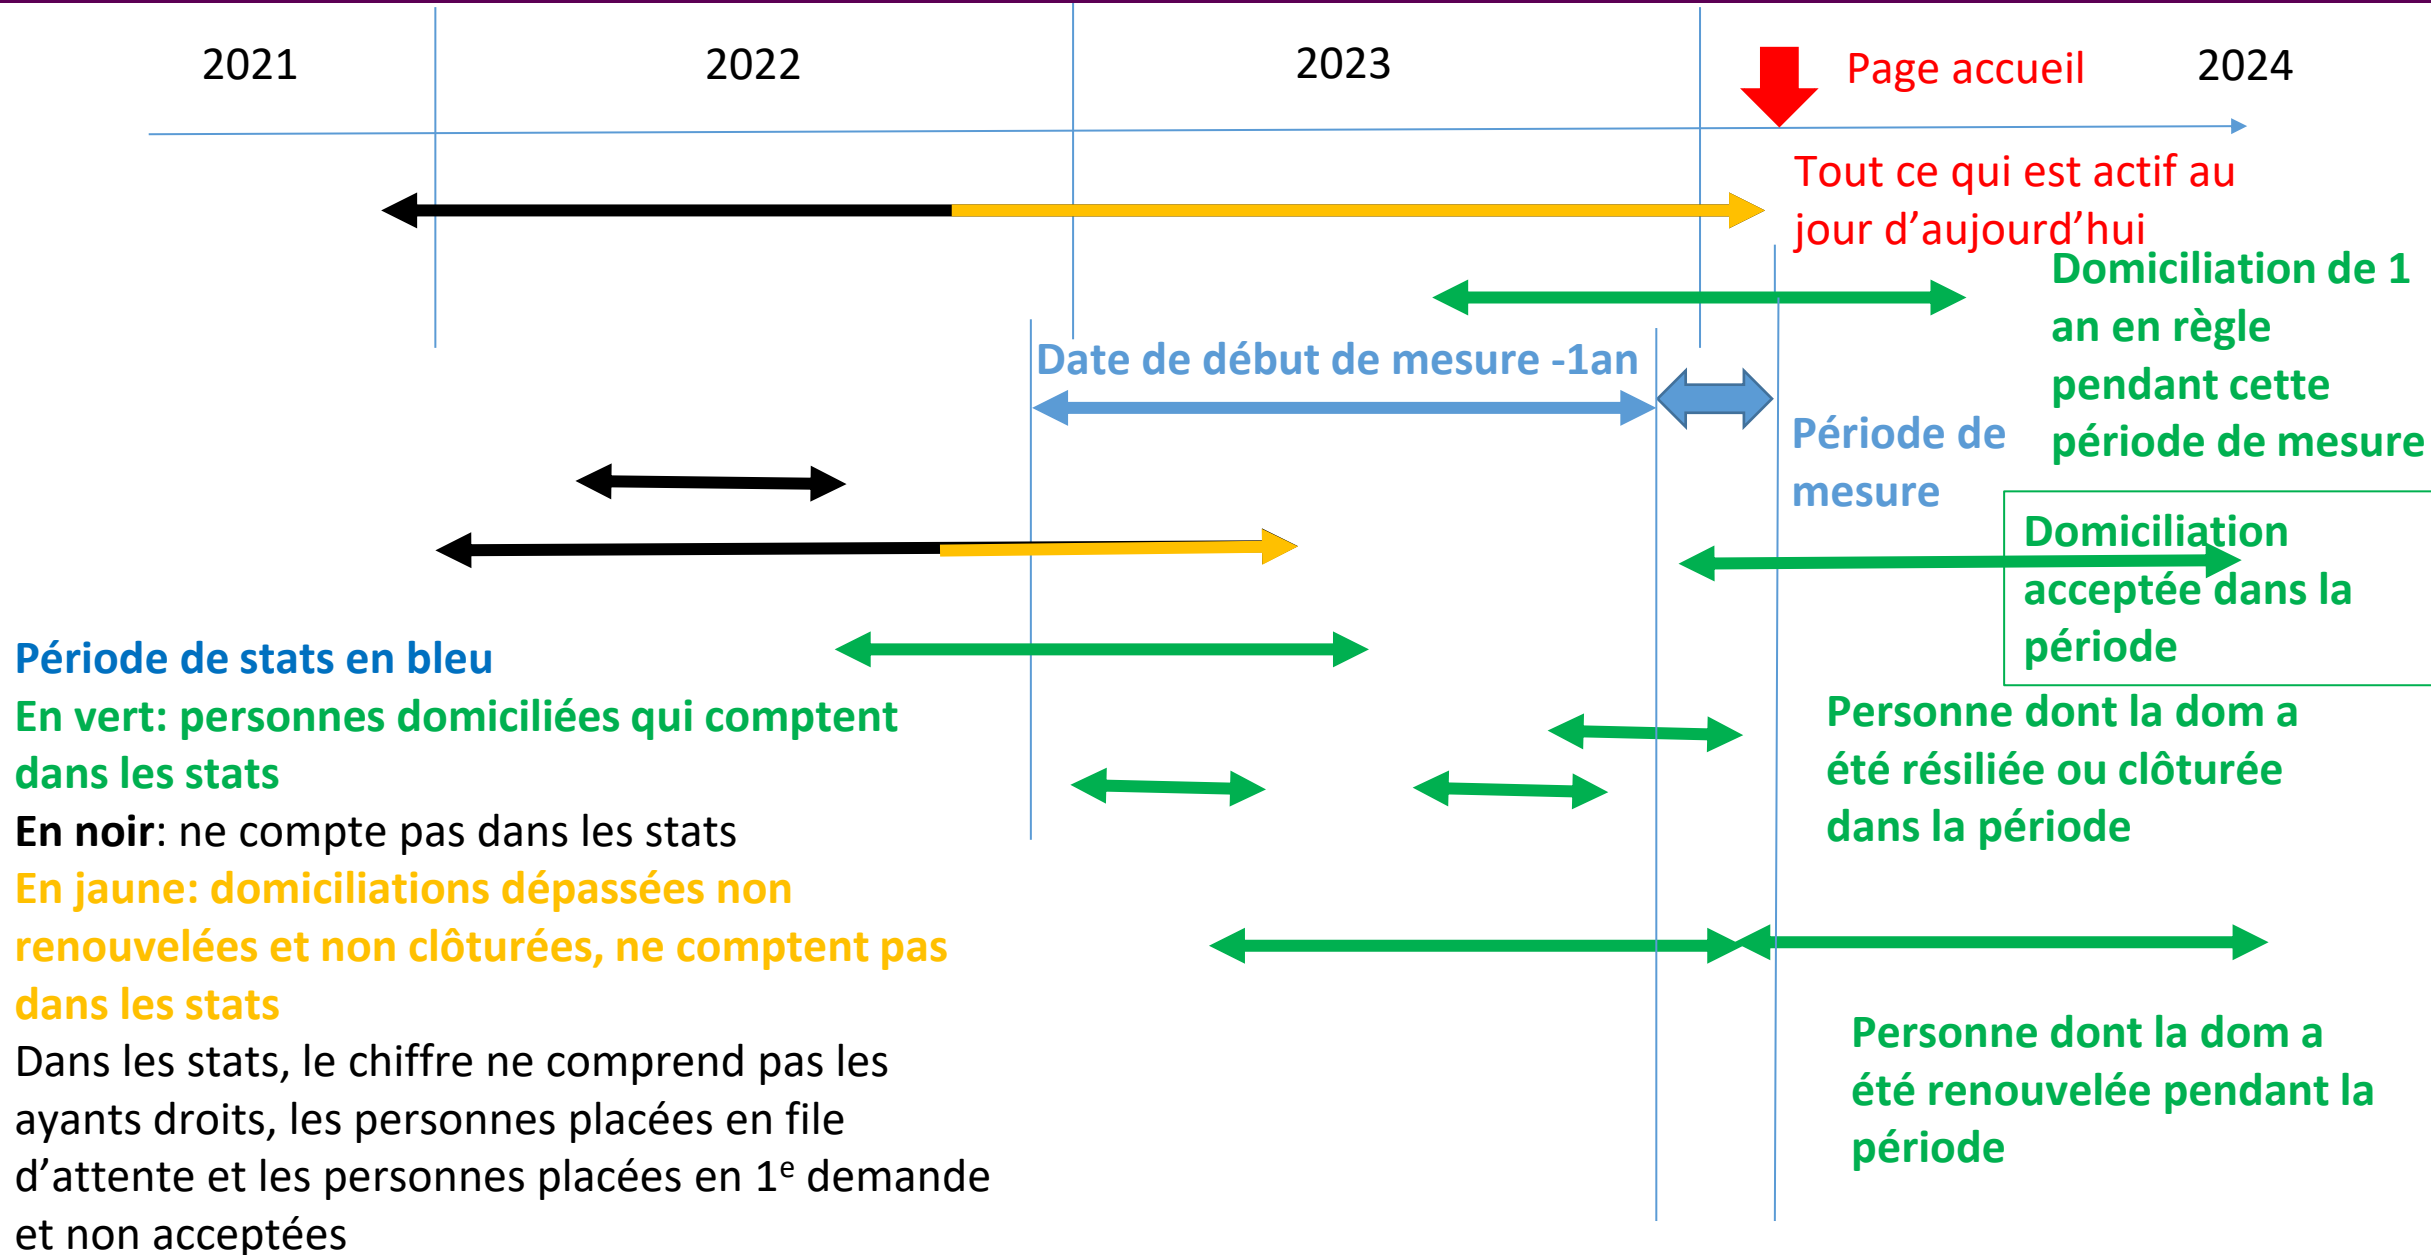 2021
2022
2023
2024
Page accueil
Tout ce qui est actif au
jour d’aujourd’hui
Domiciliation de 1
an en règle
pendant cette
période de mesure
Date de début de mesure -1an
Période de
mesure
Domiciliation
acceptée dans la
période
Période de stats en bleu
En vert: personnes domiciliées qui comptent
dans les stats
En noir: ne compte pas dans les stats
En jaune: domiciliations dépassées non
renouvelées et non clôturées, ne comptent pas
dans les stats
Dans les stats, le chiffre ne comprend pas les
ayants droits, les personnes placées en file
d’attente et les personnes placées en 1e demande
et non acceptées
Personne dont la dom a
été résiliée ou clôturée
dans la période
Personne dont la dom a
été renouvelée pendant la
période